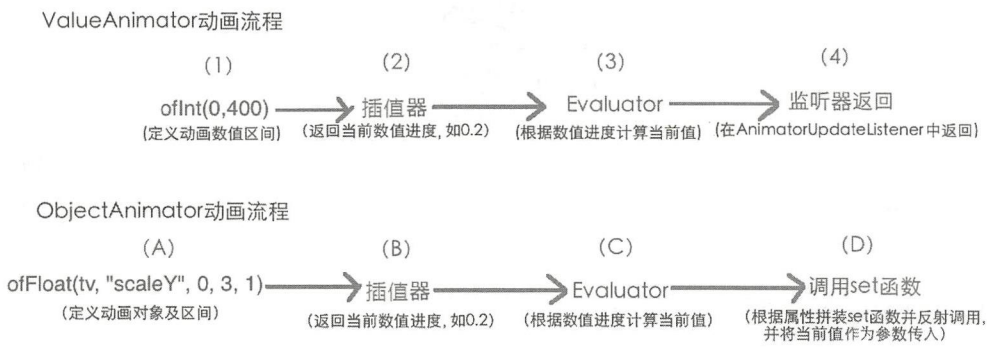 ValueAnimator动画流程
(1) (2) (3) (4)
ofInt(0,400) 插值器 Evaluator 监听器返回
(定义动画数值区间) (返回当前数值进度,如0.2) (根据数值进度计算当前值) (在AnimatorUpdateListener中返回)
ObjectAnimator动画流程
(A) (B) (C) (D)
ofFloat(tv, "scaleY", 0, 3, 1) 插值器 Evaluator 调用set函数
(定义动画对象及区间) (返回当前数值进度,如0.2) (根据数值进度计算当前值) (根据属性拼装set函数并反射调用,
并将当前值作为参数传入)